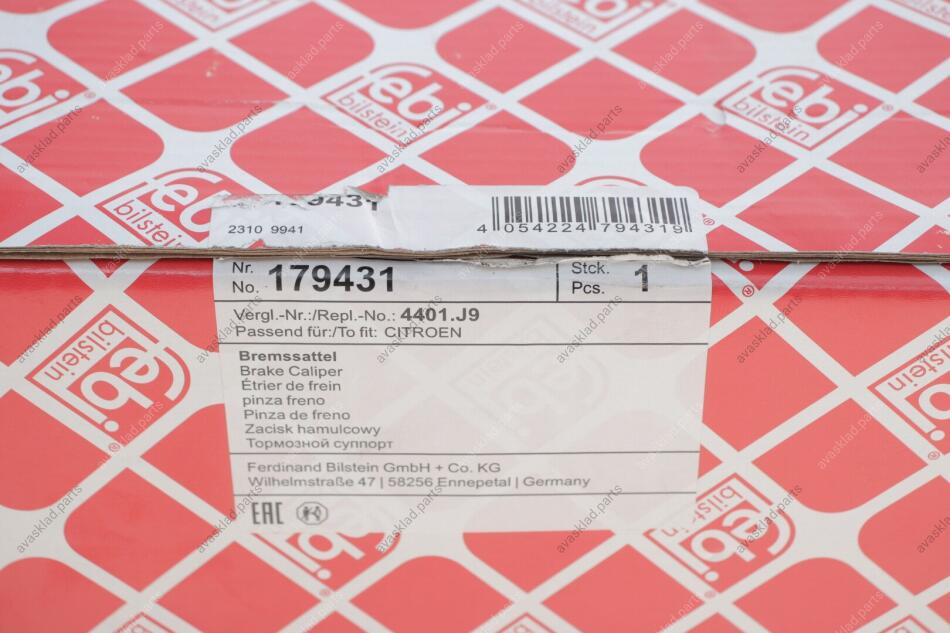 febi
bilstein
179431
2310 9941
4 054224 794319
Nr.
No. 179431
Stck.
Pcs. 1
Vergl.-Nr.:/Repl.-No.: 4401.J9
Passend für:/To fit: CITROEN
Bremssattel
Brake Caliper
Étrier de frein
pinza freno
Pinza de freno
Zacisk hamulcowy
Тормозной суппорт
Ferdinand Bilstein GmbH + Co. KG
Wilhelmstraße 47 | 58256 Ennepetal | Germany
EAC
avasklad.parts